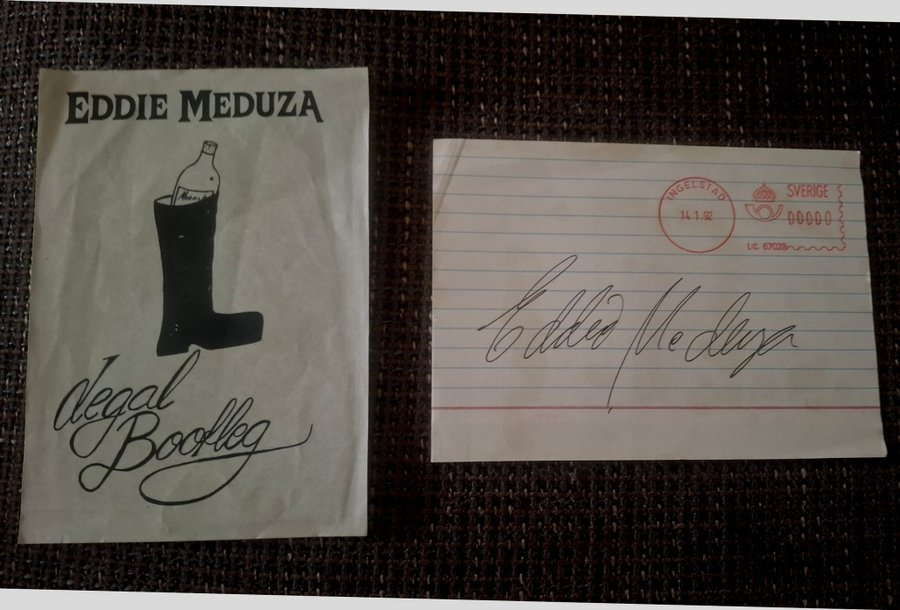 EDDIE MEDUZA
degal
Bootleg
INGELSTAD
14.1.92
SVERIGE
00000
Lic. 67028
Eddie Meduza